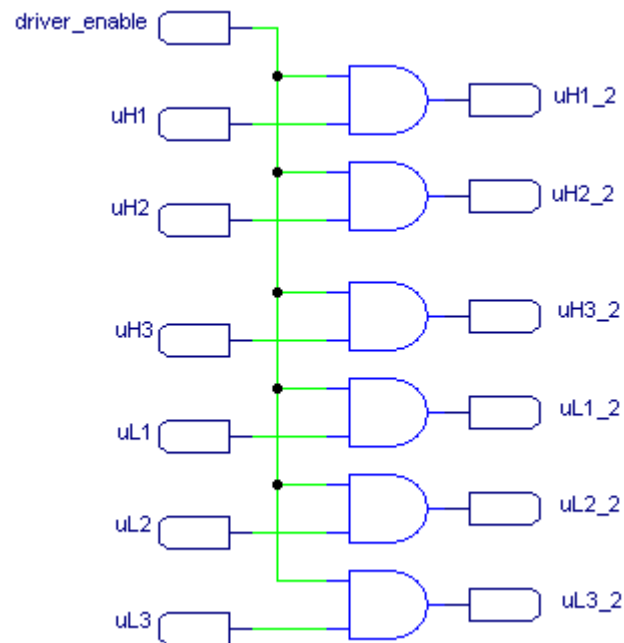 driver_enable
uH1
uH1_2
uH2
uH2_2
uH3
uH3_2
uL1
uL1_2
uL2
uL2_2
uL3
uL3_2